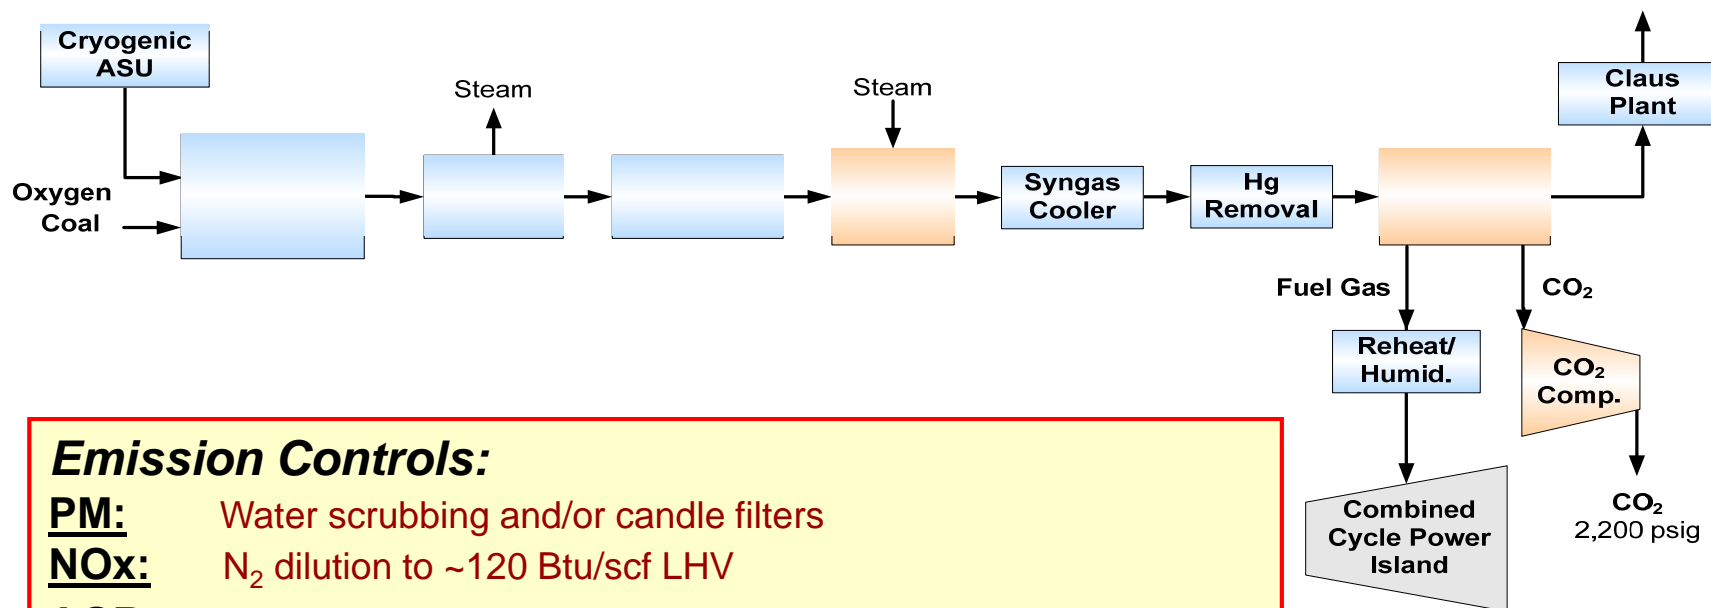 Cryogenic
ASU
Steam
Steam
Claus
Plant
Oxygen
Coal
Syngas
Cooler
Hg
Removal
Fuel Gas
CO₂
Reheat/
Humid.
CO₂
Comp.
Combined
Cycle Power
Island
CO₂
2,200 psig
Emission Controls:
PM: Water scrubbing and/or candle filters
NOx: N₂ dilution to ~120 Btu/scf LHV